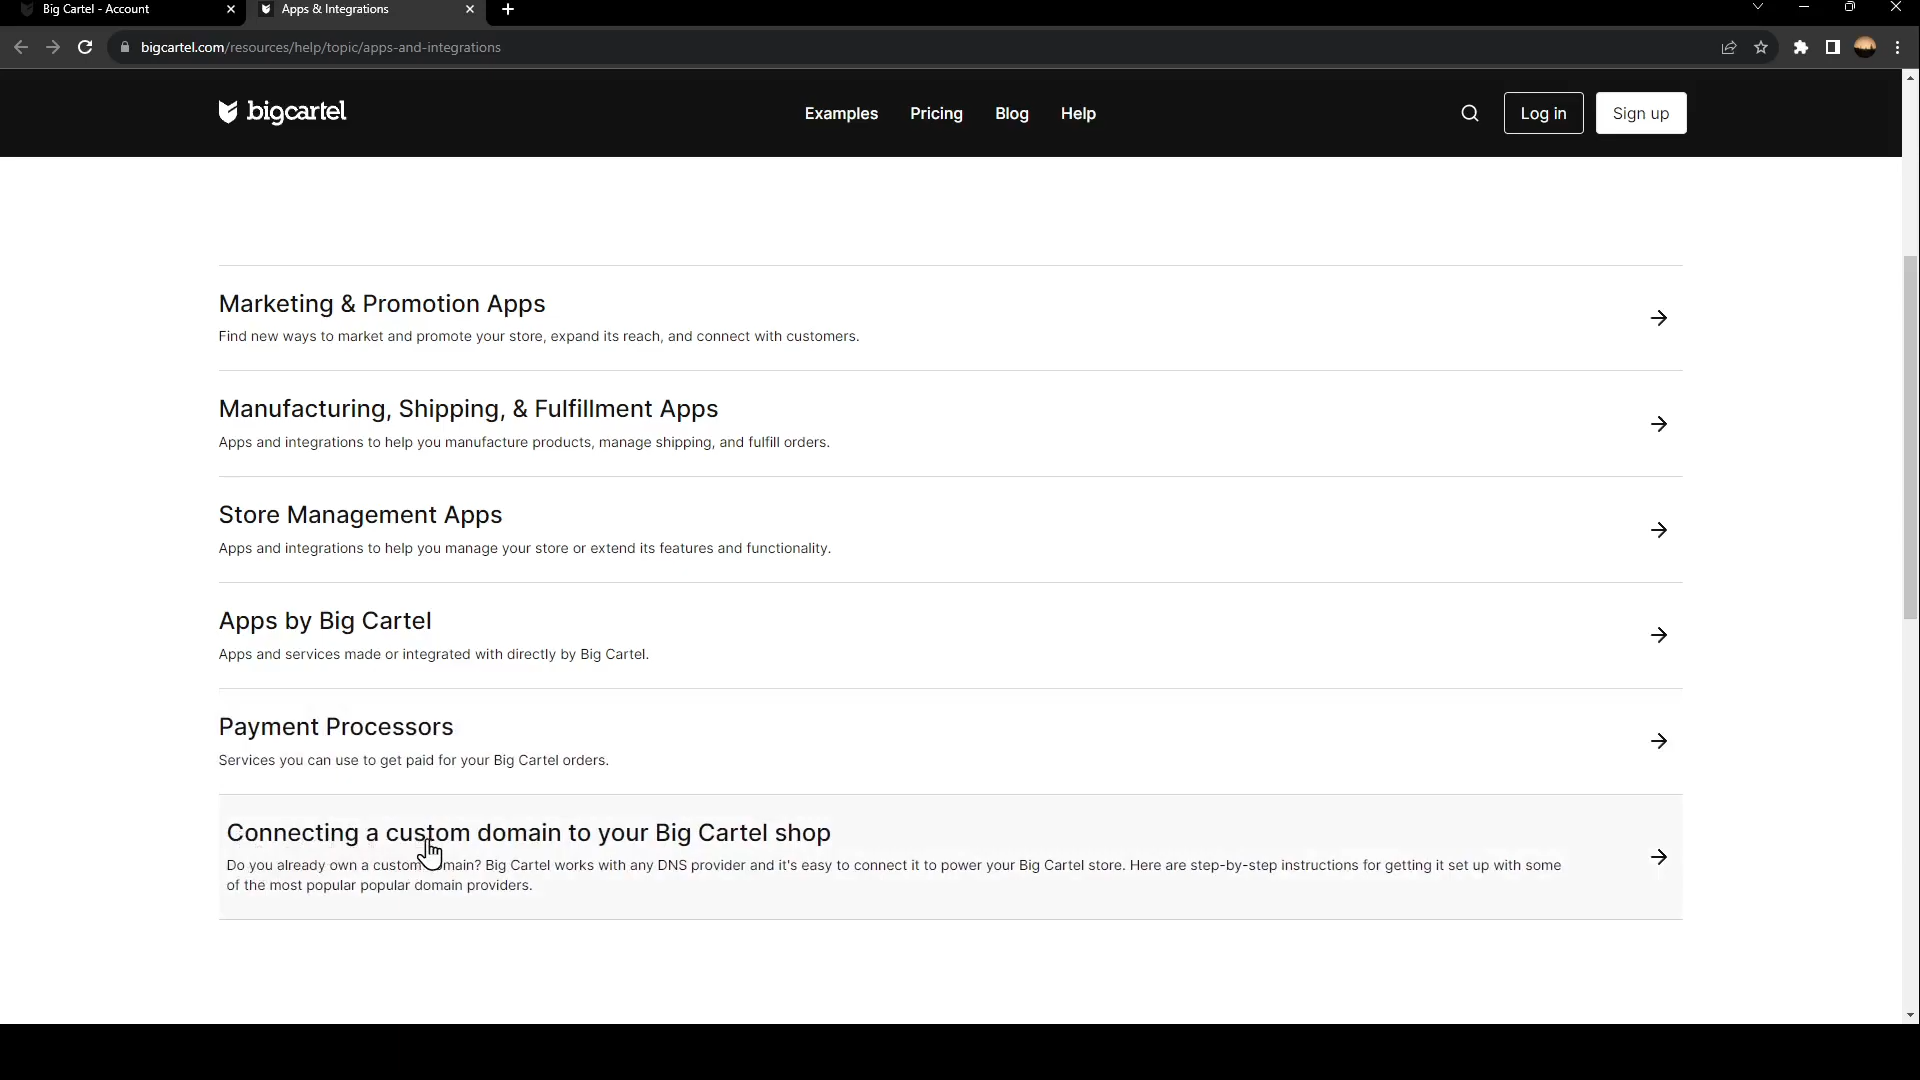 Big Cartel - Account
Apps & Integrations
bigcartel.com/resources/help/topic/apps-and-integrations
bigcartel
Examples
Pricing
Blog
Help
Log in
Sign up
Marketing & Promotion Apps
Find new ways to market and promote your store, expand its reach, and connect with customers.
Manufacturing, Shipping, & Fulfillment Apps
Apps and integrations to help you manufacture products, manage shipping, and fulfill orders.
Store Management Apps
Apps and integrations to help you manage your store or extend its features and functionality.
Apps by Big Cartel
Apps and services made or integrated with directly by Big Cartel.
Payment Processors
Services you can use to get paid for your Big Cartel orders.
Connecting a custom domain to your Big Cartel shop
Do you already own a custom domain? Big Cartel works with any DNS provider and it's easy to connect it to power your Big Cartel store. Here are step-by-step instructions for getting it set up with some
of the most popular popular domain providers.